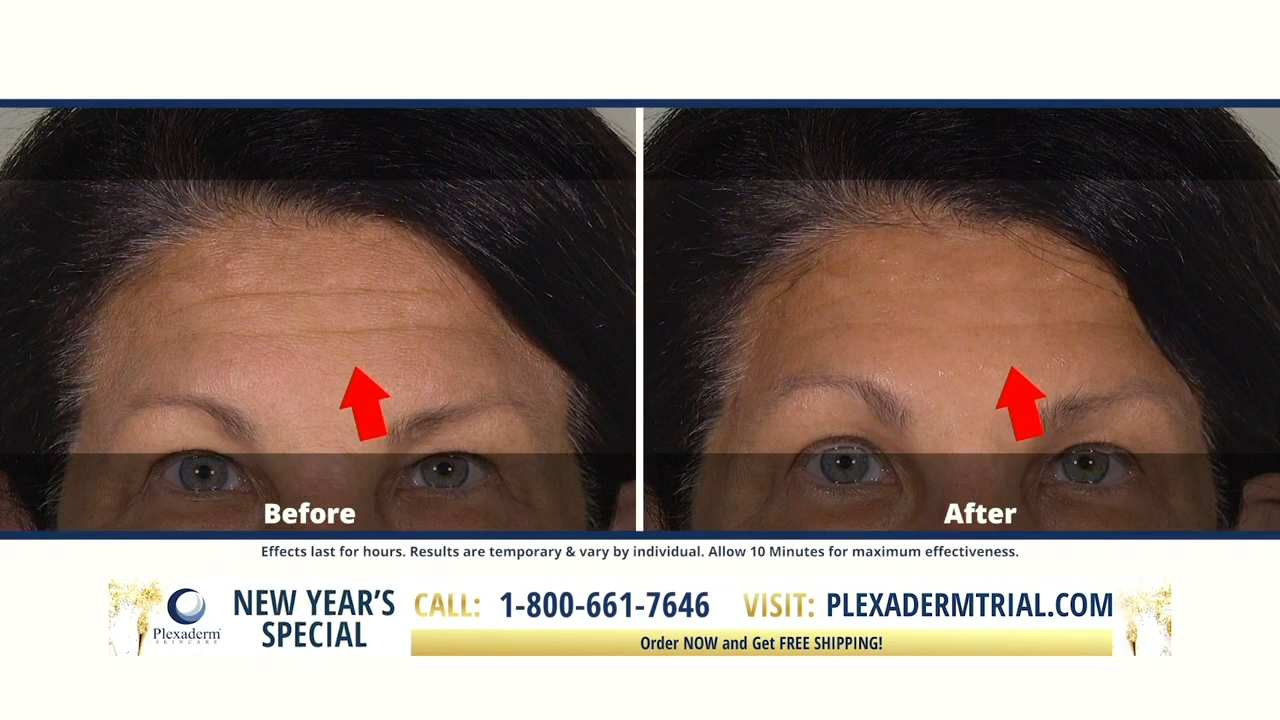 Before
After
Effects last for hours. Results are temporary & vary by individual. Allow 10 Minutes for maximum effectiveness.
Plexaderm
SKINCARE
NEW YEAR'S
SPECIAL
CALL: 1-800-661-7646 VISIT: PLEXADERMTRIAL.COM
Order NOW and Get FREE SHIPPING!